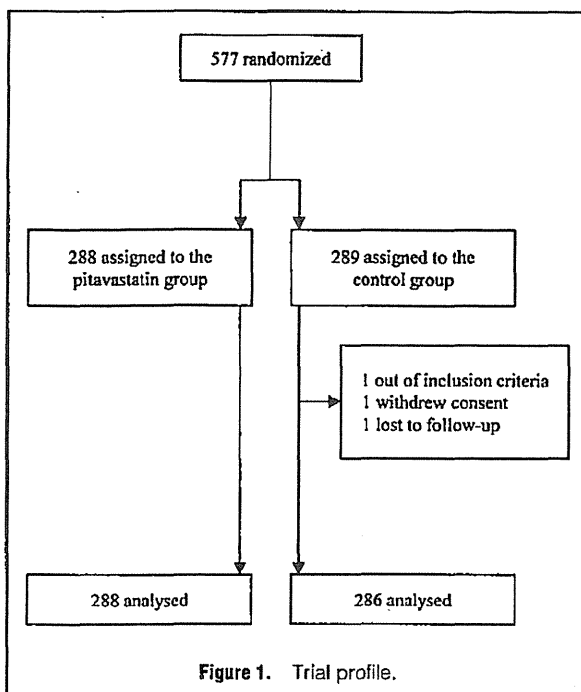 577 randomized
288 assigned to the
pitavastatin group
289 assigned to the
control group
1 out of inclusion criteria
1 withdrew consent
1 lost to follow-up
288 analysed
286 analysed
Figure 1. Trial profile.